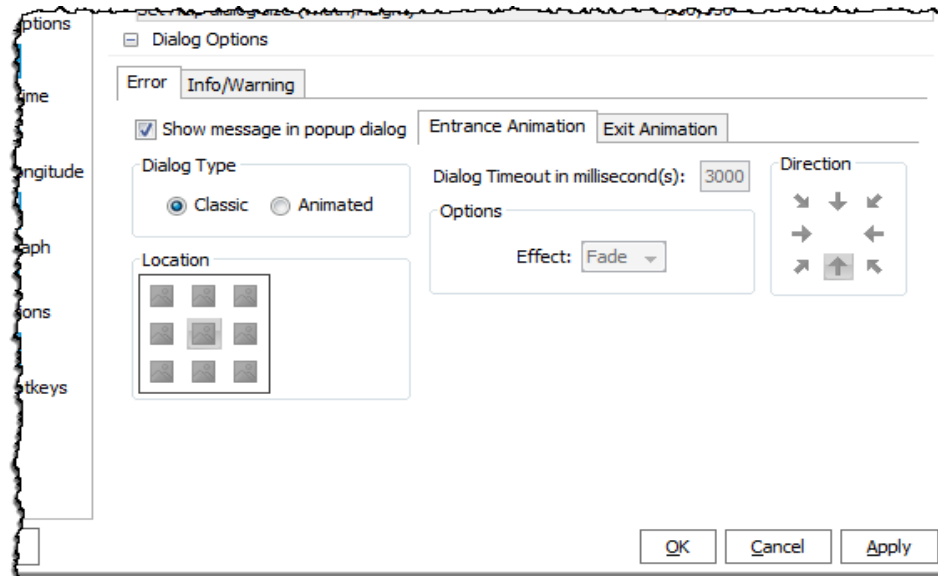 ptions
Dialog Options
ime
Error
Info/Warning
Show message in popup dialog
Entrance Animation
Exit Animation
ongitude
Dialog Type
Classic
Animated
Dialog Timeout in millisecond(s):
3000
Direction
Options
Effect:
Fade
aph
Location
ons
tkeys
OK
Cancel
Apply